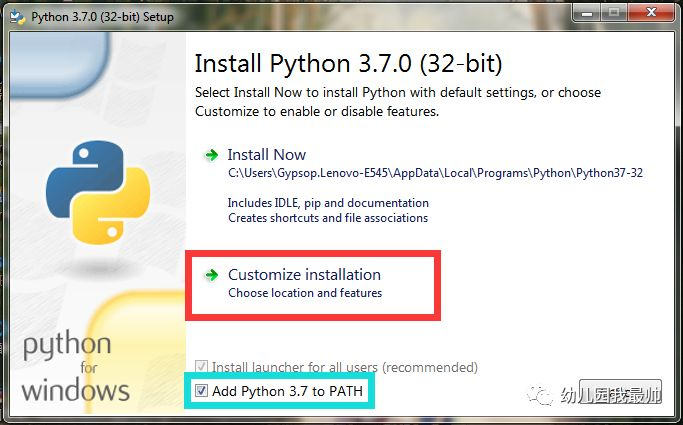 Python 3.7.0 (32-bit) Setup
Install Python 3.7.0 (32-bit)
Select Install Now to install Python with default settings, or choose
Customize to enable or disable features.
Install Now
C:\Users\Gypsop.Lenovo-E545\AppData\Local\Programs\Python\Python37-32
Includes IDLE, pip and documentation
Creates shortcuts and file associations
Customize installation
Choose location and features
python
for
windows
Install launcher for all users (recommended)
Add Python 3.7 to PATH
幼儿园我最帅